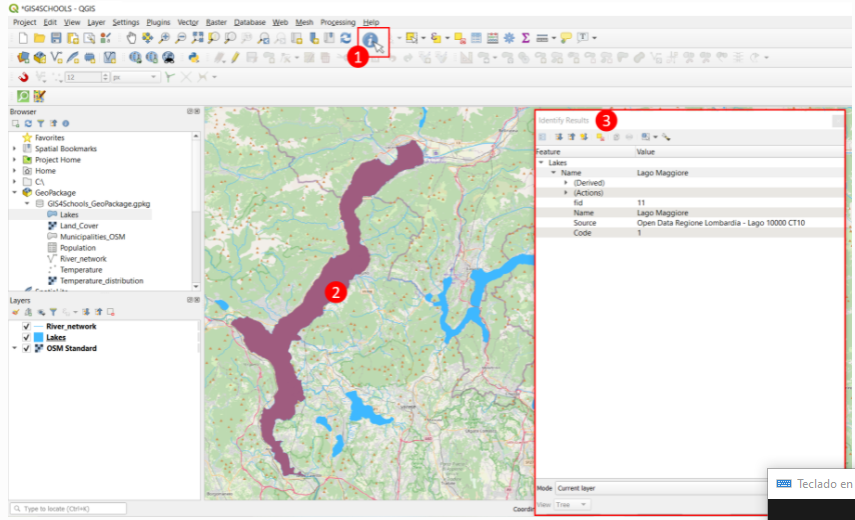 *GIS4SCHOOLS - QGIS
Project Edit View Layer Settings Plugins Vector Raster Database Web Mesh Processing Help
1
12 px
Browser
Favorites
Spatial Bookmarks
Project Home
Home
C:\
GeoPackage
GIS4Schools_GeoPackage.gpkg
Lakes
Land_Cover
Municipalities_OSM
Population
River_network
Temperature
Temperature_distribution
Layers
River_network
Lakes
OSM Standard
2
Identify Results 3
Feature Value
Lakes
Name Lago Maggiore
(Derived)
(Actions)
fid 11
Name Lago Maggiore
Source Open Data Regione Lombardia - Lago 10000 CT10
Code 1
Mode Current layer
View Tree
Type to locate (Ctrl+K)
Coordin
Teclado en